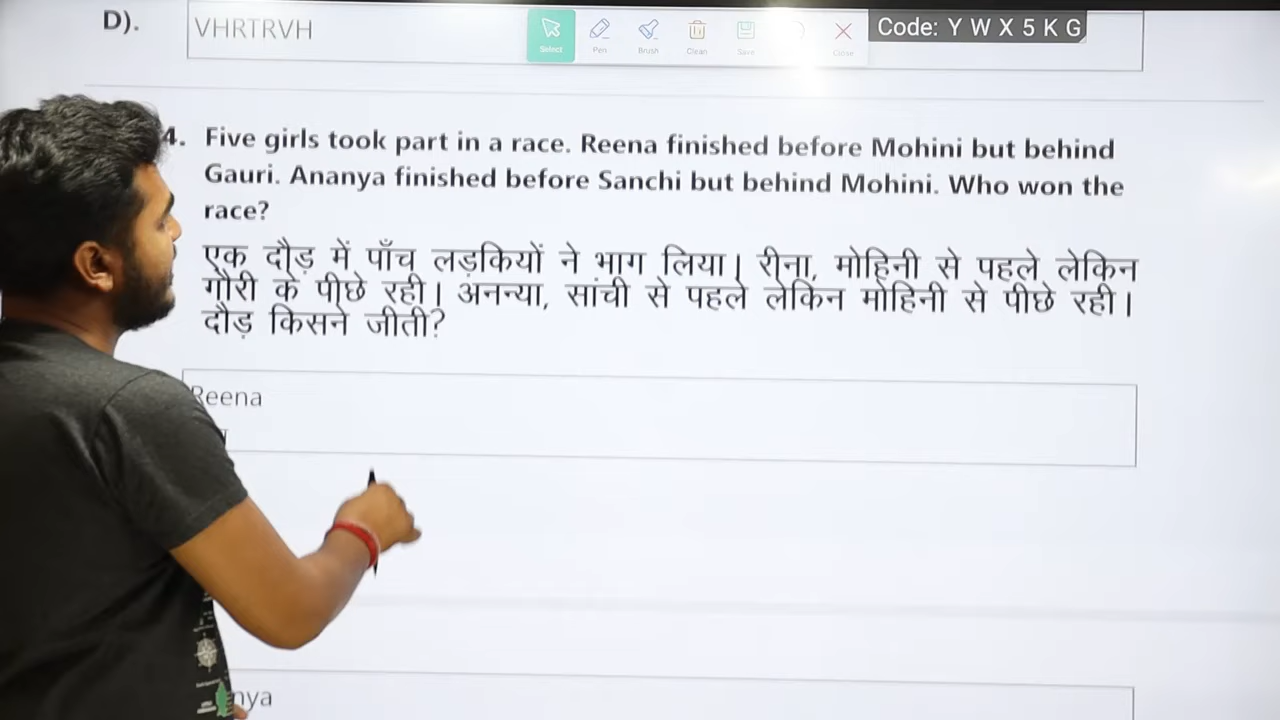 D).
VHRTRVH
Select
Pen
Brush
Clean
Save
Close
Code: Y W X 5 K G
4. Five girls took part in a race. Reena finished before Mohini but behind
Gauri. Ananya finished before Sanchi but behind Mohini. Who won the
race?
एक दौड़ में पाँच लड़कियों ने भाग लिया। रीना, मोहिनी से पहले लेकिन
गौरी के पीछे रही। अनन्या, सांची से पहले लेकिन मोहिनी से पीछे रही।
दौड़ किसने जीती?
Reena
nya